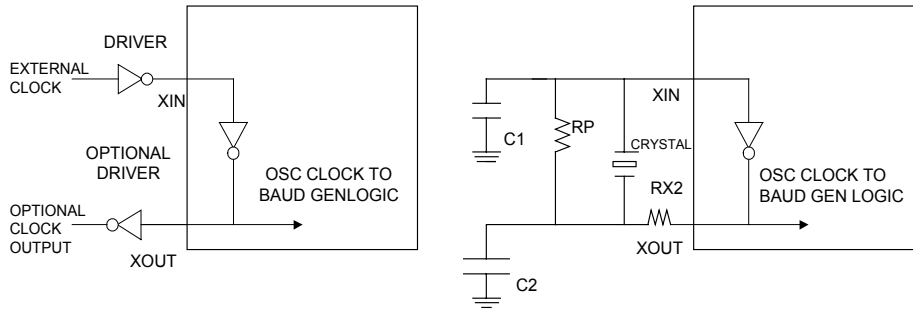 DRIVER
EXTERNAL
CLOCK
XIN
OPTIONAL
DRIVER
OSC CLOCK TO
BAUD GENLOGIC
OPTIONAL
CLOCK
OUTPUT
XOUT
XIN
C1
RP
CRYSTAL
RX2
OSC CLOCK TO
BAUD GEN LOGIC
XOUT
C2